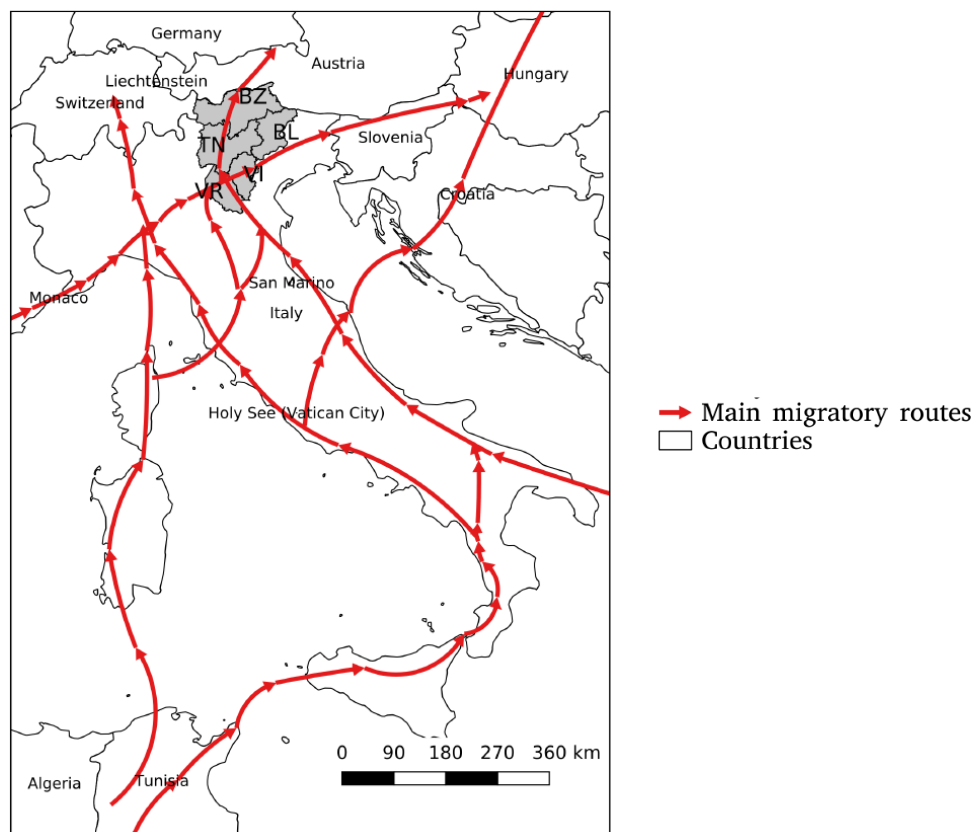 Germany
Austria
Liechtenstein
Hungary
Switzerland
BZ
BL
Slovenia
TN
VI
VR
Croatia
San Marino
Monaco
Italy
Holy See (Vatican City)
Main migratory routes
Countries
0 90 180 270 360 km
Algeria
Tunisia